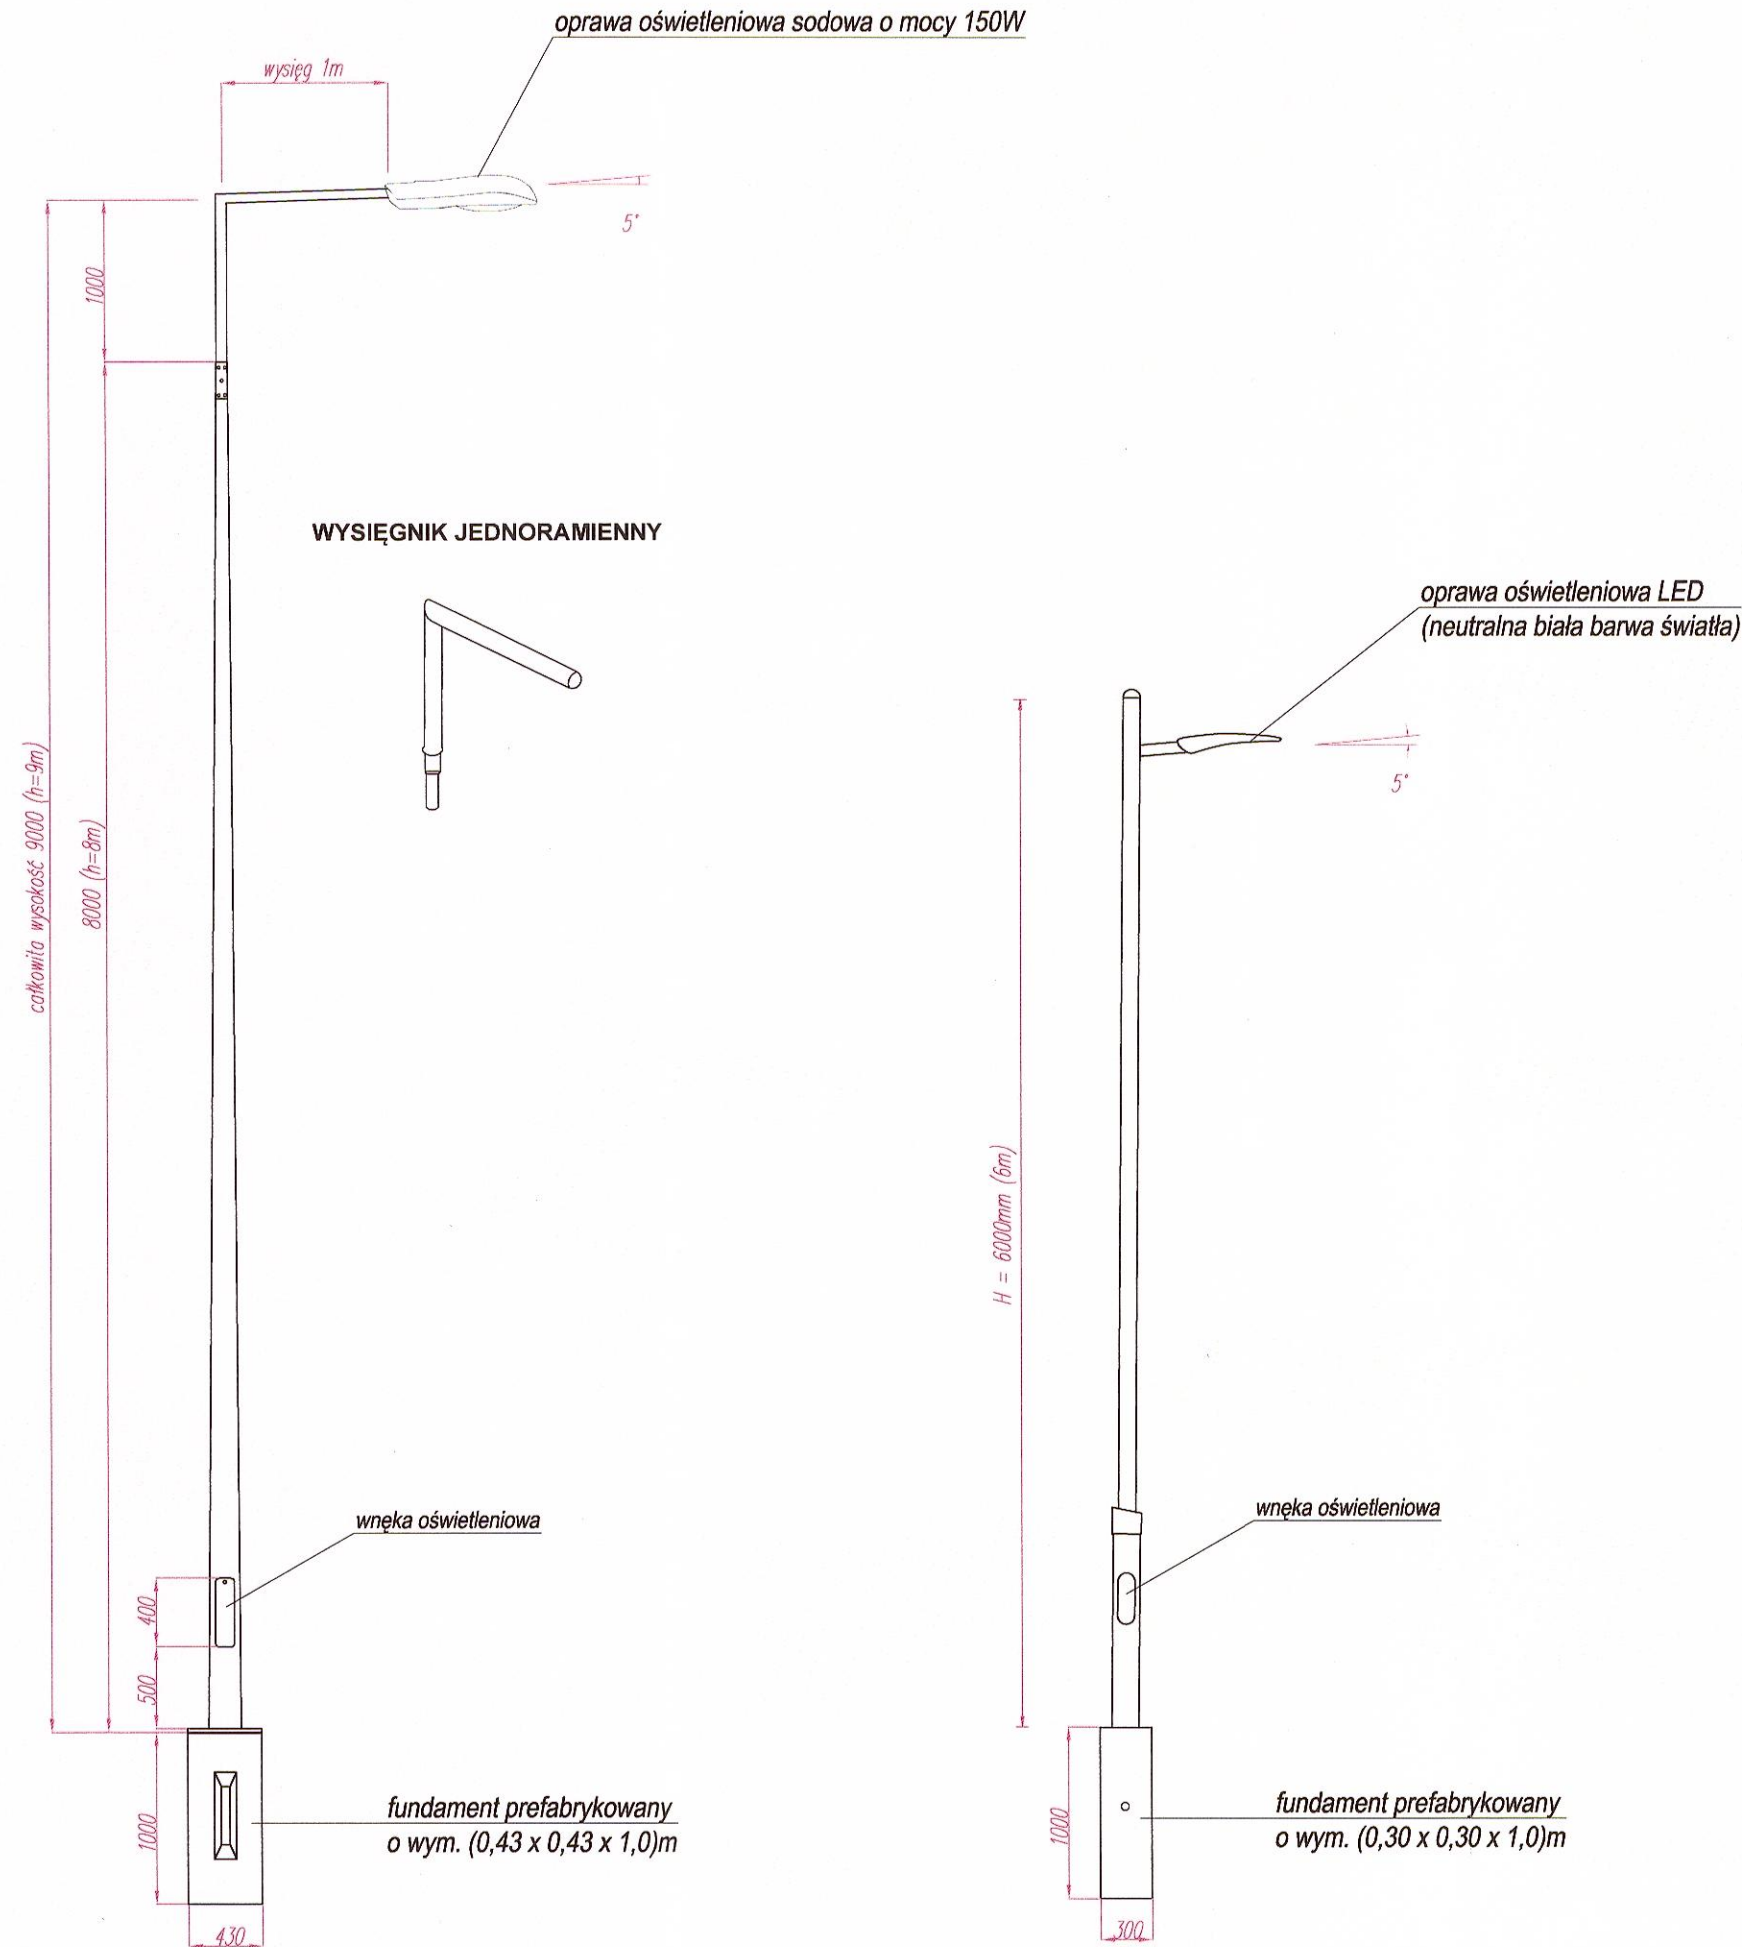 oprawa oświetleniowa sodowa o mocy 150W
wysięg 1m
5°
1000
WYSIĘGNIK JEDNORAMIENNY
oprawa oświetleniowa LED
(neutralna biała barwa światła)
5°
całkowita wysokość 9000 (h=9m)
8000 (h=8m)
H = 6000mm (6m)
wnęka oświetleniowa
wnęka oświetleniowa
400
500
1000
fundament prefabrykowany
o wym. (0,43 x 0,43 x 1,0)m
430
1000
fundament prefabrykowany
o wym. (0,30 x 0,30 x 1,0)m
300